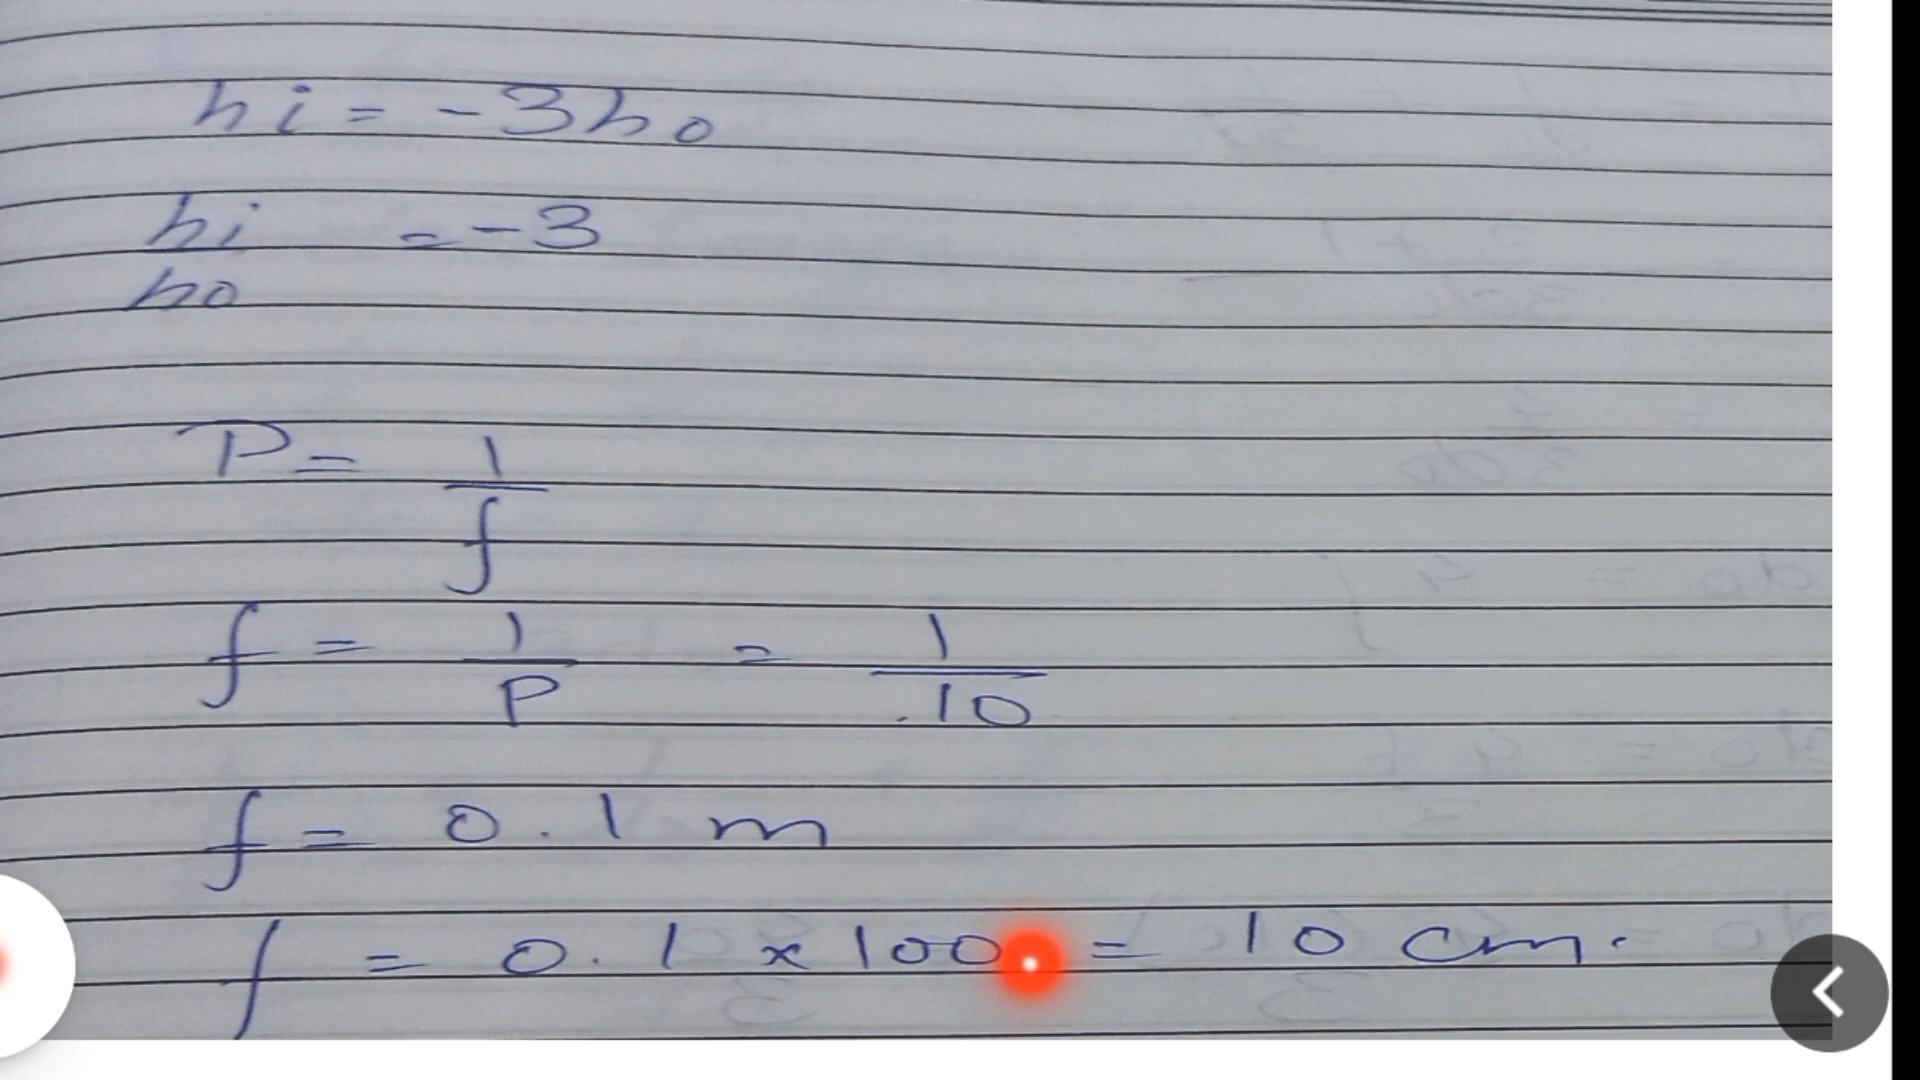 hi = -3ho
hi = -3
ho
P = 1
f
f = 1 = 1
P 10
f = 0.1 m
f = 0.1 x 100 = 10 cm.